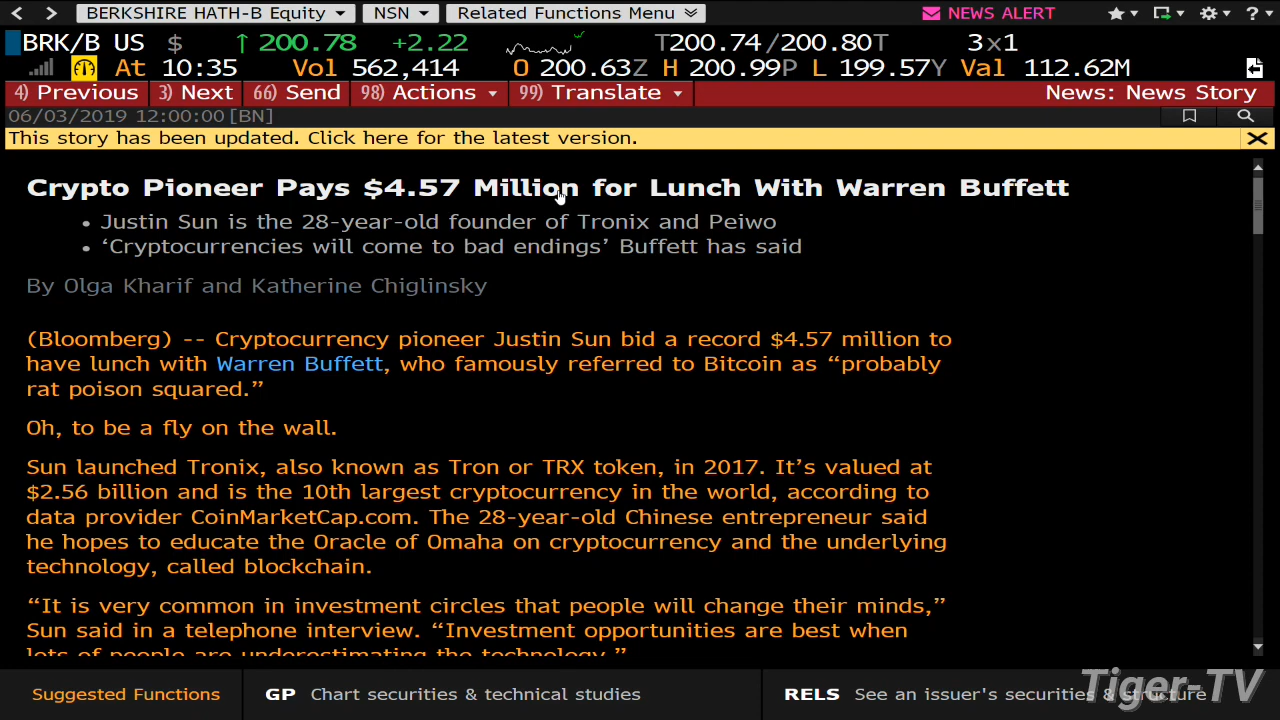 BERKSHIRE HATH-B Equity NSN Related Functions Menu NEWS ALERT ?
BRK/B US $ ↑ 200.78 +2.22 T200.74/200.80T 3x1
At 10:35 Vol 562,414 O 200.63Z H 200.99P L 199.57Y Val 112.62M
4) Previous 3) Next 66) Send 98) Actions 99) Translate News: News Story
06/03/2019 12:00:00 [BN]
This story has been updated. Click here for the latest version.
Crypto Pioneer Pays $4.57 Million for Lunch With Warren Buffett
• Justin Sun is the 28-year-old founder of Tronix and Peiwo
• ‘Cryptocurrencies will come to bad endings’ Buffett has said
By Olga Kharif and Katherine Chiglinsky
(Bloomberg) -- Cryptocurrency pioneer Justin Sun bid a record $4.57 million to
have lunch with Warren Buffett, who famously referred to Bitcoin as “probably
rat poison squared.”
Oh, to be a fly on the wall.
Sun launched Tronix, also known as Tron or TRX token, in 2017. It’s valued at
$2.56 billion and is the 10th largest cryptocurrency in the world, according to
data provider CoinMarketCap.com. The 28-year-old Chinese entrepreneur said
he hopes to educate the Oracle of Omaha on cryptocurrency and the underlying
technology, called blockchain.
“It is very common in investment circles that people will change their minds,”
Sun said in a telephone interview. “Investment opportunities are best when
lots of people are underestimating the technology.”
Suggested Functions GP Chart securities & technical studies RELS See an issuer's securities & structure
Tiger-TV